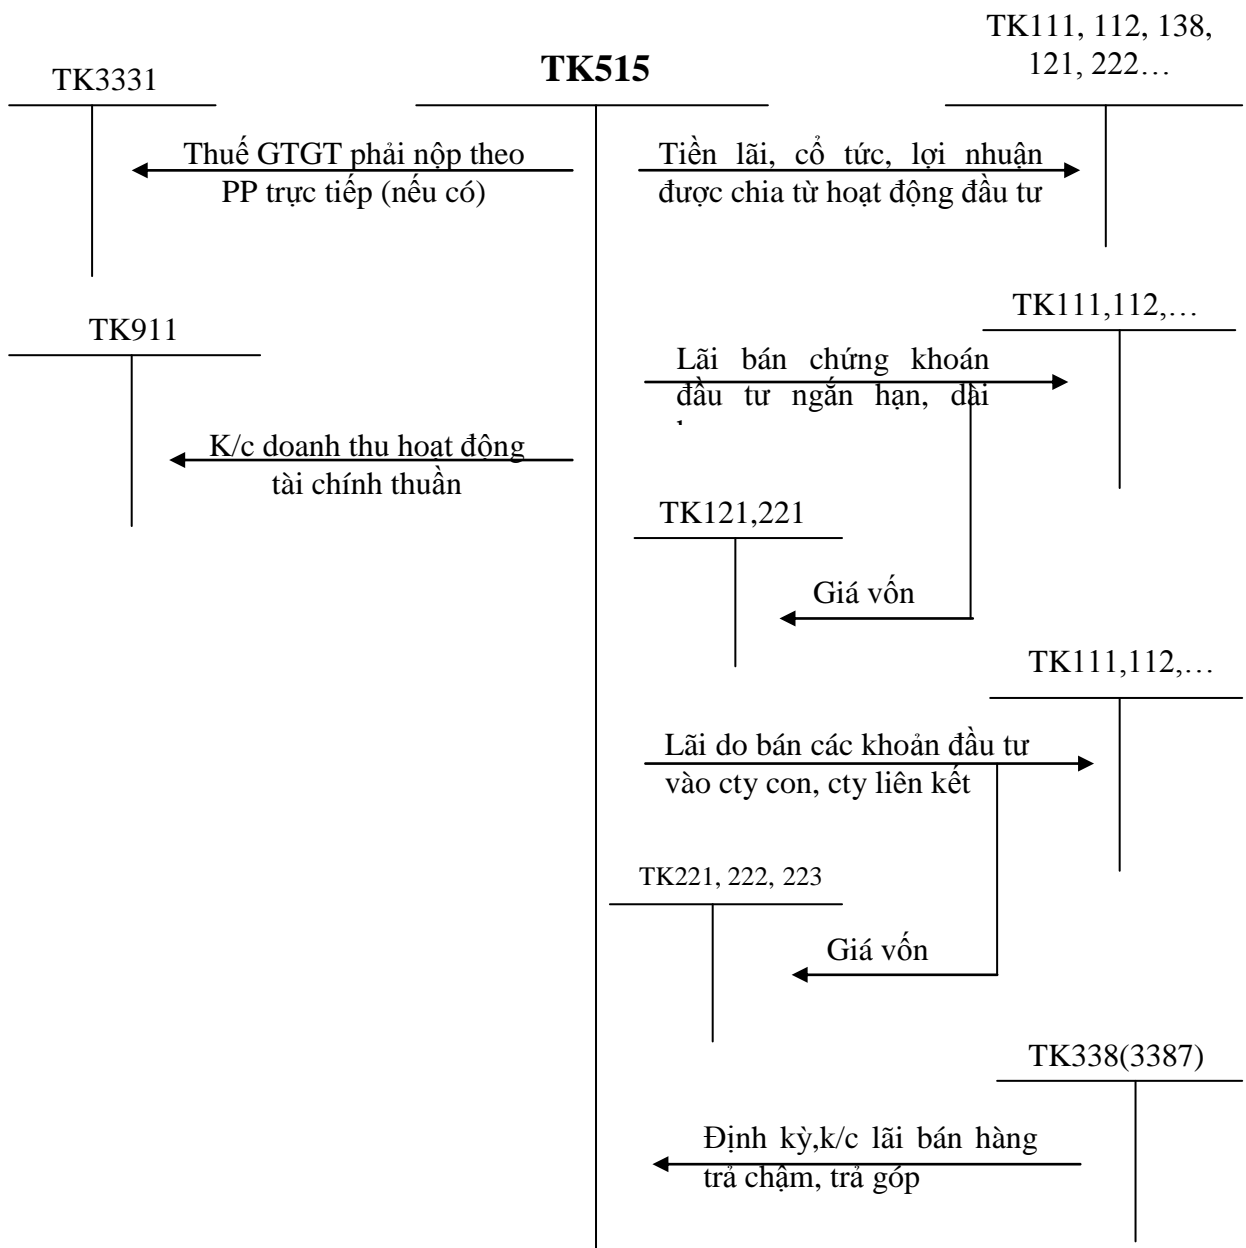 TK3331
TK515
TK111, 112, 138,
121, 222…
Thuế GTGT phải nộp theo
PP trực tiếp (nếu có)
Tiền lãi, cổ tức, lợi nhuận
được chia từ hoạt động đầu tư
TK911
TK111,112,…
Lãi bán chứng khoán
đầu tư ngắn hạn, dài
K/c doanh thu hoạt động
tài chính thuần
TK121,221
Giá vốn
TK111,112,…
Lãi do bán các khoản đầu tư
vào cty con, cty liên kết
TK221, 222, 223
Giá vốn
TK338(3387)
Định kỳ,k/c lãi bán hàng
trả chậm, trả góp